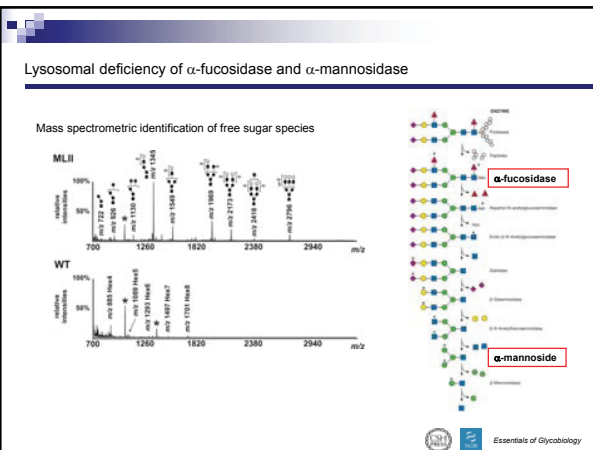 Lysosomal deficiency of α-fucosidase and α-mannosidase
Mass spectrometric identification of free sugar species
MLII
100%
50%
relative
intensities
m/z 722
m/z 926
*
m/z 1130
m/z 1345
m/z 1549
m/z 1969
m/z 2173
m/z 2418
m/z 2796
700
1260
1820
2380
2940
m/z
WT
100%
50%
relative
intensities
m/z 885 Hex4
*
m/z 1089 Hex5
m/z 1293 Hex6
*
m/z 1497 Hex7
m/z 1701 Hex8
700
1260
1820
2380
2940
m/z
ENZYME
α-fucosidase
Asn
α-mannoside
CSH
PRESS
Essentials of Glycobiology